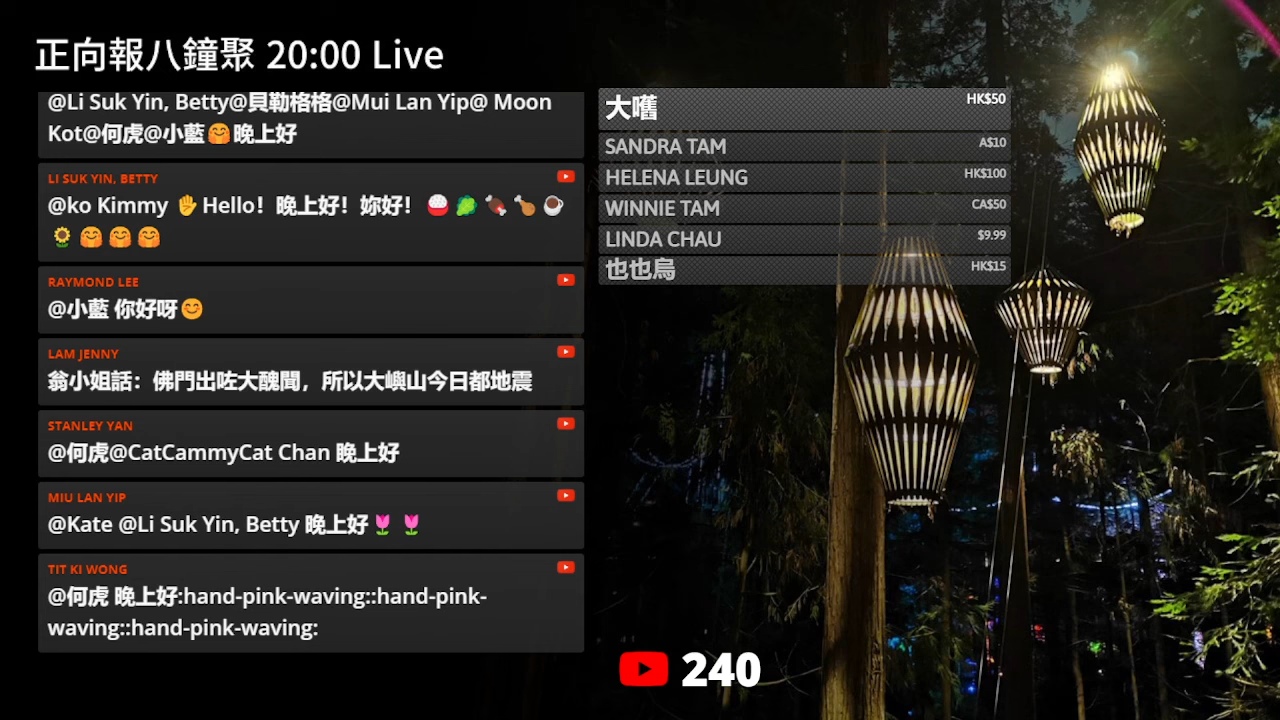 正向報八鐘聚 20:00 Live
@Li Suk Yin, Betty@貝勒格格@Mui Lan Yip@ Moon
Kot@何虎@小藍🤗晚上好
LI SUK YIN, BETTY
@ko Kimmy ✋Hello！晚上好！妳好！🍚🥬🍖🍗☕
🌻🤗🤗🤗
RAYMOND LEE
@小藍 你好呀😊
LAM JENNY
翁小姐話：佛門出咗大醜聞，所以大嶼山今日都地震
STANLEY YAN
@何虎@CatCammyCat Chan 晚上好
MIU LAN YIP
@Kate @Li Suk Yin, Betty 晚上好🌷🌷
TIT KI WONG
@何虎 晚上好:hand-pink-waving::hand-pink-
waving::hand-pink-waving:
大嚿 HK$50
SANDRA TAM A$10
HELENA LEUNG HK$100
WINNIE TAM CA$50
LINDA CHAU $9.99
也也烏 HK$15
240